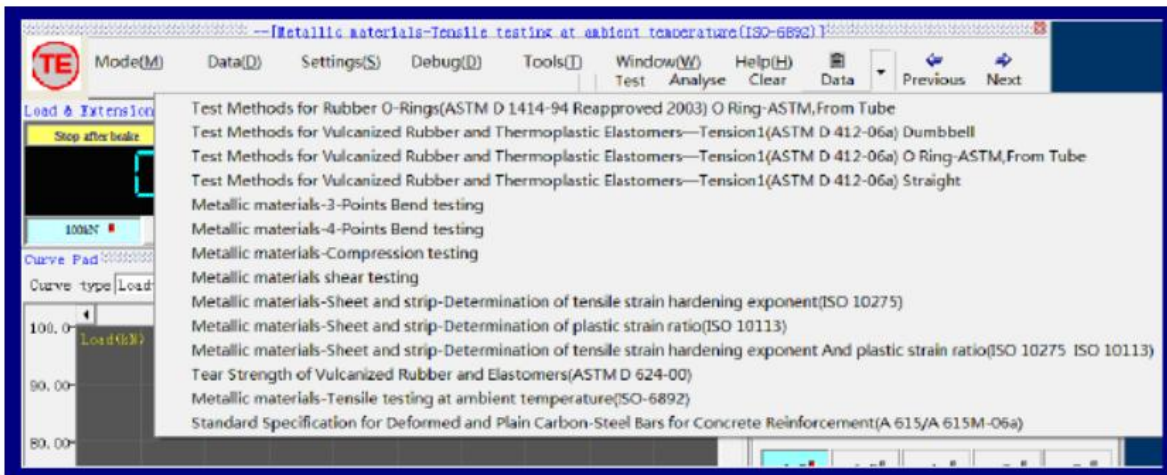 --[Metallic materials-Tensile testing at ambient temperature(ISO-6892)]
TE
Mode(M) Data(D) Settings(S) Debug(D) Tools(T) Window(W) Help(H)
Test Analyse Clear Data Previous Next
Load & Extension
Stop after brake
100kN
Curve Pad
Curve type Load
100.0
Load(kN)
90.00
80.00
Test Methods for Rubber O-Rings(ASTM D 1414-94 Reapproved 2003) O Ring-ASTM,From Tube
Test Methods for Vulcanized Rubber and Thermoplastic Elastomers—Tension1(ASTM D 412-06a) Dumbbell
Test Methods for Vulcanized Rubber and Thermoplastic Elastomers—Tension1(ASTM D 412-06a) O Ring-ASTM,From Tube
Test Methods for Vulcanized Rubber and Thermoplastic Elastomers—Tension1(ASTM D 412-06a) Straight
Metallic materials-3-Points Bend testing
Metallic materials-4-Points Bend testing
Metallic materials-Compression testing
Metallic materials shear testing
Metallic materials-Sheet and strip-Determination of tensile strain hardening exponent(ISO 10275)
Metallic materials-Sheet and strip-Determination of plastic strain ratio(ISO 10113)
Metallic materials-Sheet and strip-Determination of tensile strain hardening exponent And plastic strain ratio(ISO 10275 ISO 10113)
Tear Strength of Vulcanized Rubber and Elastomers(ASTM D 624-00)
Metallic materials-Tensile testing at ambient temperature(ISO-6892)
Standard Specification for Deformed and Plain Carbon-Steel Bars for Concrete Reinforcement(A 615/A 615M-06a)